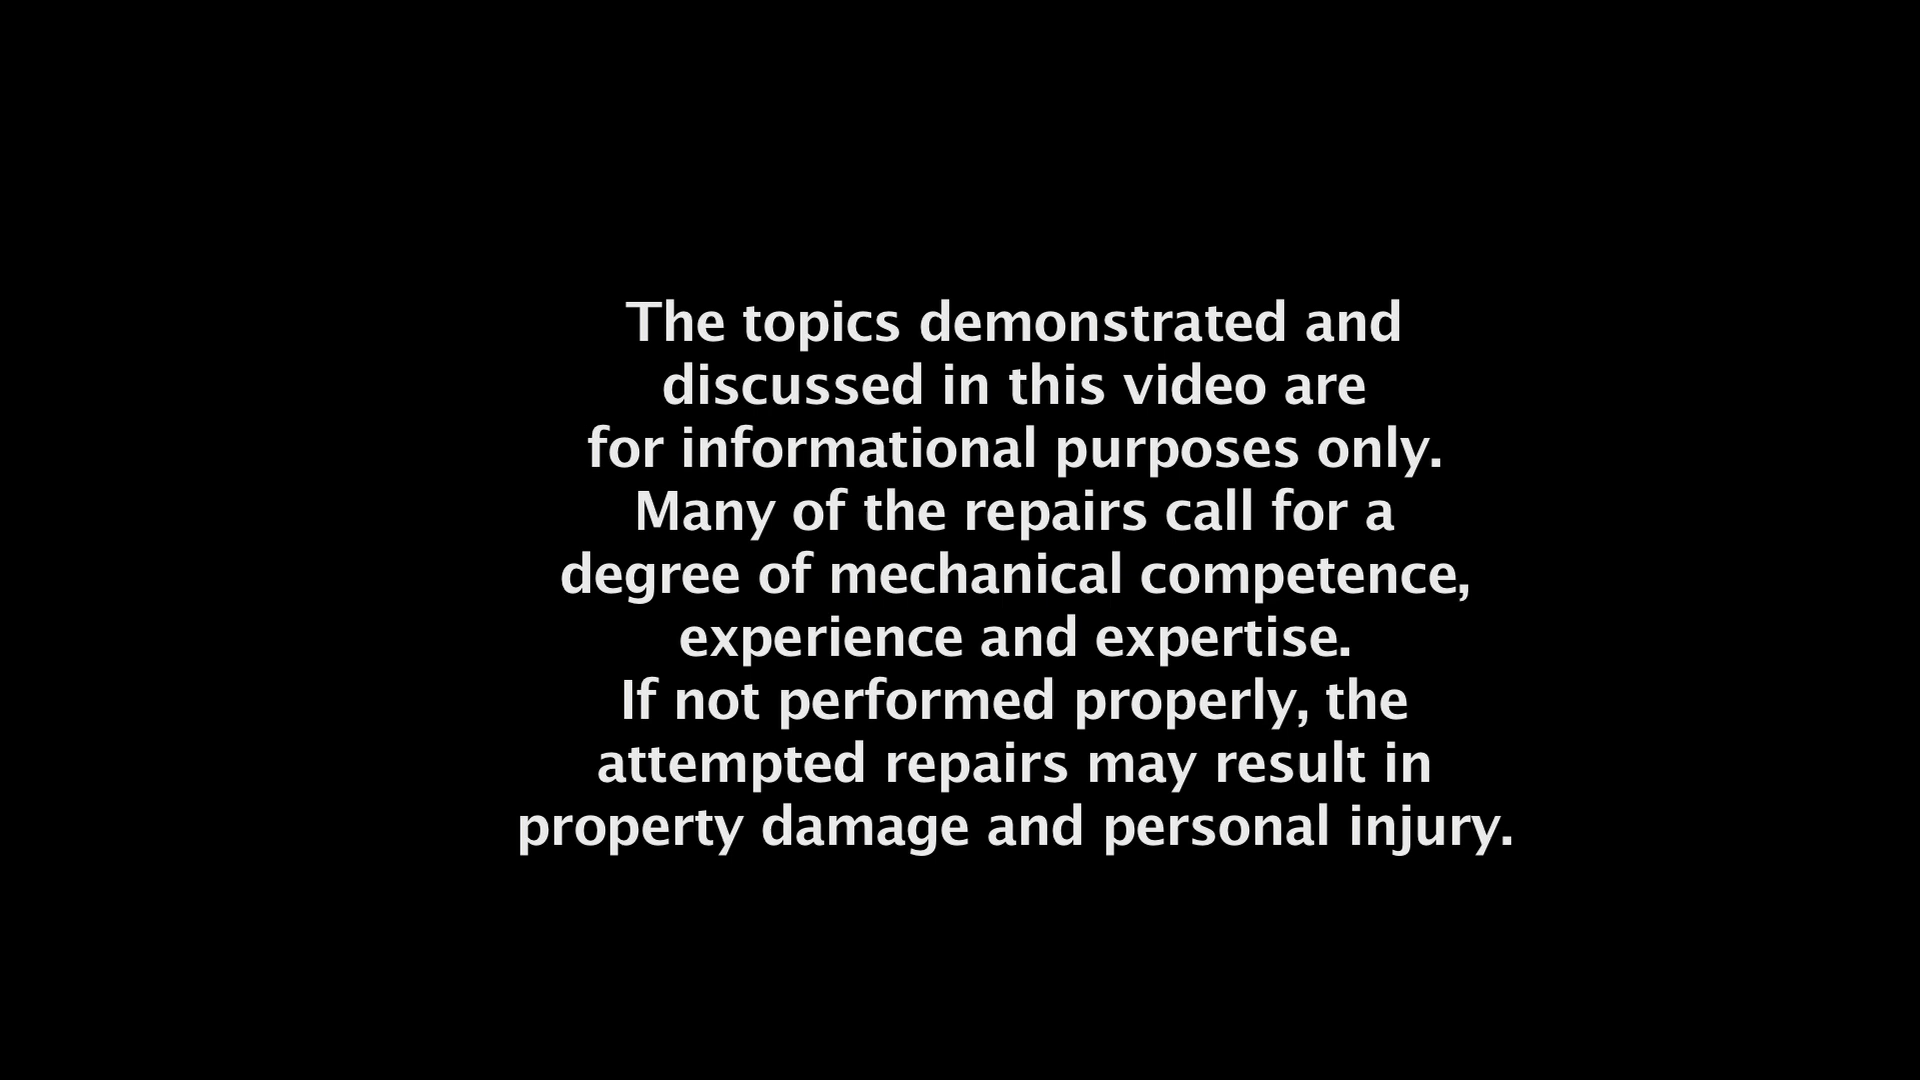 The topics demonstrated and
discussed in this video are
for informational purposes only.
Many of the repairs call for a
degree of mechanical competence,
experience and expertise.
If not performed properly, the
attempted repairs may result in
property damage and personal injury.